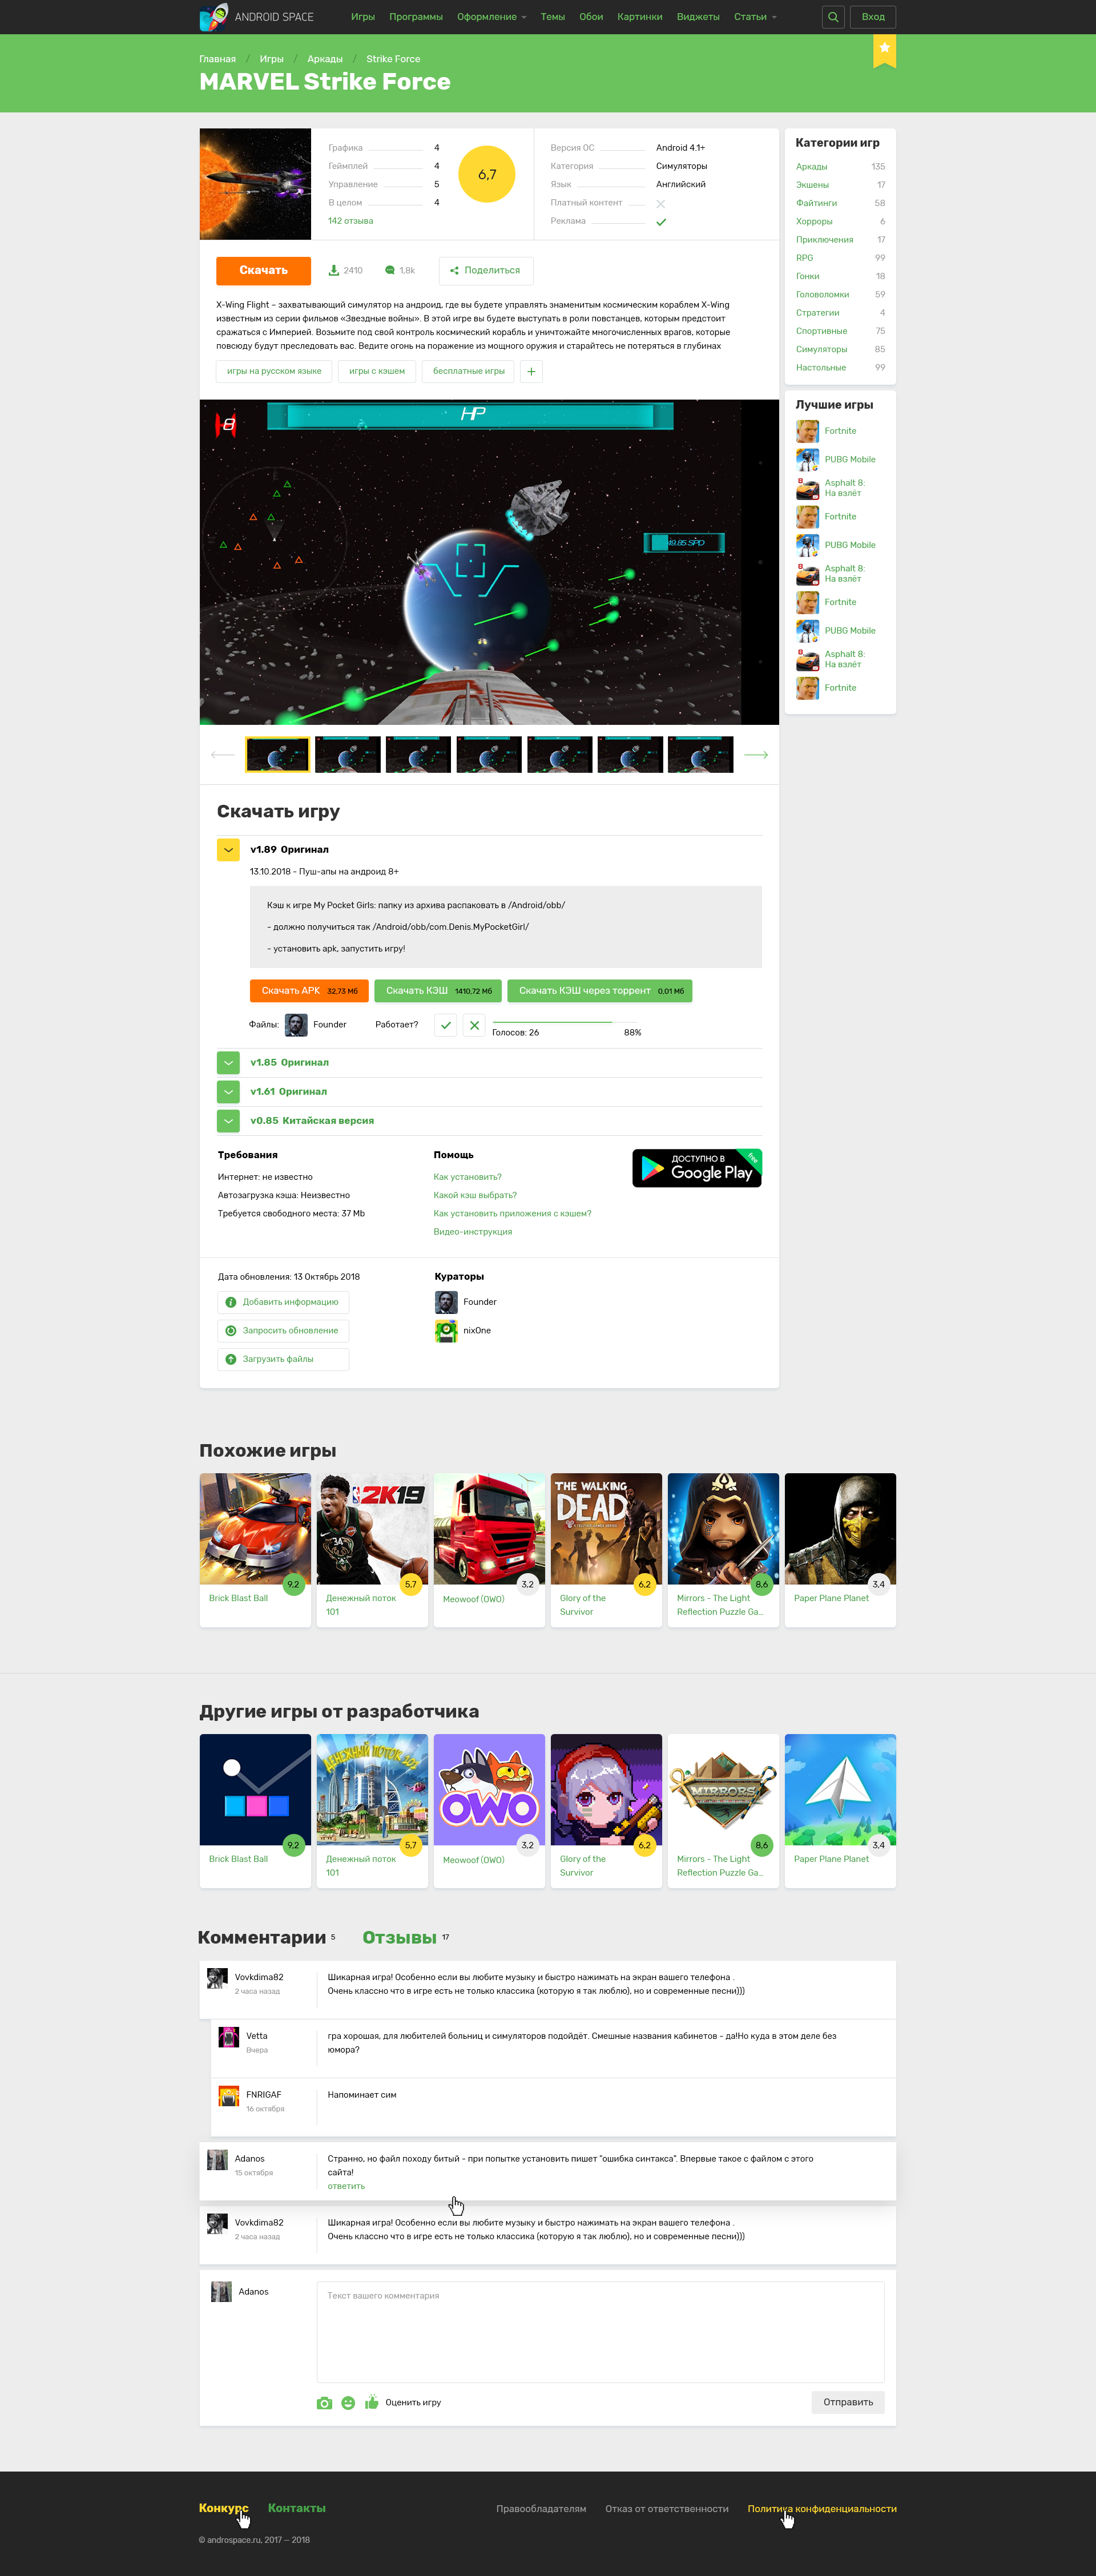 ANDROID SPACE
Игры Программы Оформление Темы Обои Картинки Виджеты Статьи
Вход
Главная / Игры / Аркады / Strike Force
MARVEL Strike Force
Графика 4
Геймплей 4
Управление 5
В целом 4
142 отзыва
6,7
Версия ОС Android 4.1+
Категория Симуляторы
Язык Английский
Платный контент
Реклама
Скачать
2410
1,8k
Поделиться
X-Wing Flight – захватывающий симулятор на андроид, где вы будете управлять знаменитым космическим кораблем X-Wing
известным из серии фильмов «Звездные войны». В этой игре вы будете выступать в роли повстанцев, которым предстоит
сражаться с Империей. Возьмите под свой контроль космический корабль и уничтожайте многочисленных врагов, которые
повсюду будут преследовать вас. Ведите огонь на поражение из мощного оружия и старайтесь не потеряться в глубинах
игры на русском языке
игры с кэшем
бесплатные игры
+
HP
8
49.85 SPD
Скачать игру
v1.89 Оригинал
13.10.2018 - Пуш-апы на андроид 8+
Кэш к игре My Pocket Girls: папку из архива распаковать в /Android/obb/
- должно получиться так /Android/obb/com.Denis.MyPocketGirl/
- установить apk, запустить игру!
Скачать APK 32,73 Мб
Скачать КЭШ 1410,72 Мб
Скачать КЭШ через торрент 0.01 Мб
Файлы: Founder
Работает?
Голосов: 26 88%
v1.85 Оригинал
v1.61 Оригинал
v0.85 Китайская версия
Требования
Интернет: не известно
Автозагрузка кэша: Неизвестно
Требуется свободного места: 37 Mb
Помощь
Как установить?
Какой кэш выбрать?
Как установить приложения с кэшем?
Видео-инструкция
ДОСТУПНО В
Google Play
free
Дата обновления: 13 Октябрь 2018
Добавить информацию
Запросить обновление
Загрузить файлы
Кураторы
Founder
nixOne
Категории игр
Аркады 135
Экшены 17
Файтинги 58
Хорроры 6
Приключения 17
RPG 99
Гонки 18
Головоломки 59
Стратегии 4
Спортивные 75
Симуляторы 85
Настольные 99
Лучшие игры
Fortnite
PUBG Mobile
Asphalt 8:
На взлёт
Fortnite
PUBG Mobile
Asphalt 8:
На взлёт
Fortnite
PUBG Mobile
Asphalt 8:
На взлёт
Fortnite
Похожие игры
2K19
34
THE WALKING
DEAD
9,2
Brick Blast Ball
5,7
Денежный поток
101
3,2
Meowoof (OWO)
6,2
Glory of the
Survivor
8,6
Mirrors - The Light
Reflection Puzzle Ga...
3,4
Paper Plane Planet
Другие игры от разработчика
ДЕНЕЖНЫЙ ПОТОК
OWO
MIRRORS
9,2
Brick Blast Ball
5,7
Денежный поток
101
3,2
Meowoof (OWO)
6,2
Glory of the
Survivor
8,6
Mirrors - The Light
Reflection Puzzle Ga...
3,4
Paper Plane Planet
Комментарии 5
Отзывы 17
Vovkdima82
2 часа назад
Шикарная игра! Особенно если вы любите музыку и быстро нажимать на экран вашего телефона .
Очень классно что в игре есть не только классика (которую я так люблю), но и современные песни)))
Vetta
Вчера
гра хорошая, для любителей больниц и симуляторов подойдёт. Смешные названия кабинетов - да!Но куда в этом деле без
юмора?
FNRIGAF
16 октября
Напоминает сим
Adanos
15 октября
Странно, но файл походу битый - при попытке установить пишет "ошибка синтакса". Впервые такое с файлом с этого
сайта!
ответить
Vovkdima82
2 часа назад
Шикарная игра! Особенно если вы любите музыку и быстро нажимать на экран вашего телефона .
Очень классно что в игре есть не только классика (которую я так люблю), но и современные песни)))
Adanos
Текст вашего комментария
Оценить игру
Отправить
Конкурс
Контакты
Правообладателям
Отказ от ответственности
Политика конфиденциальности
© androspace.ru, 2017 — 2018